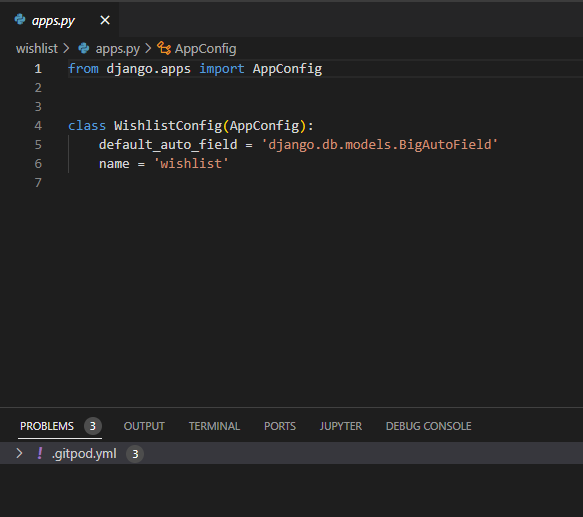 apps.py ×
wishlist > apps.py > AppConfig
1 from django.apps import AppConfig
2
3
4 class WishlistConfig(AppConfig):
5     default_auto_field = 'django.db.models.BigAutoField'
6     name = 'wishlist'
7
PROBLEMS 3 OUTPUT TERMINAL PORTS JUPYTER DEBUG CONSOLE
> ! .gitpod.yml 3